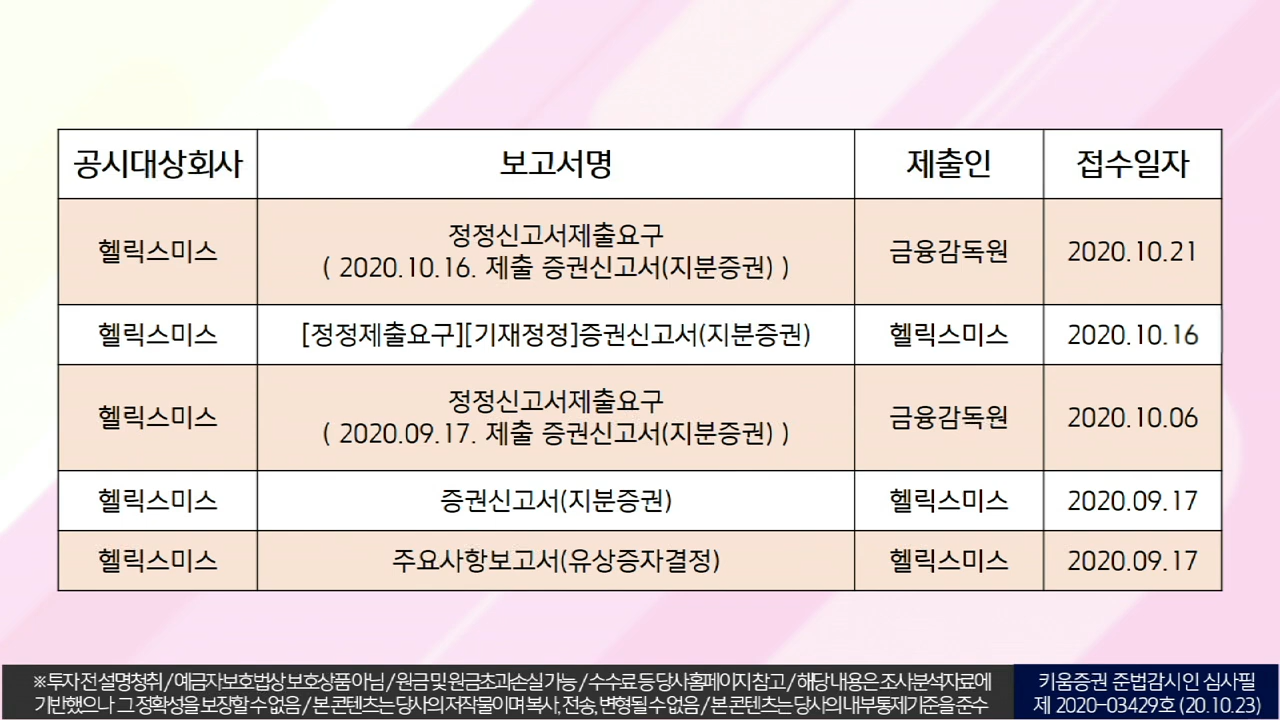 공시대상회사 보고서명 제출인 접수일자
정정신고서제출요구
헬릭스미스 금융감독원 2020.10.21
( 2020.10.16. 제출 증권신고서(지분증권) )
헬릭스미스 [정정제출요구][기재정정]증권신고서(지분증권) 헬릭스미스 2020.10.16
정정신고서제출요구
헬릭스미스 금융감독원 2020.10.06
( 2020.09.17. 제출 증권신고서(지분증권) )
헬릭스미스 증권신고서(지분증권) 헬릭스미스 2020.09.17
헬릭스미스 주요사항보고서(유상증자결정) 헬릭스미스 2020.09.17
※ 투자 전 설명청취 / 예금자보호법상 보호상품 아님 / 원금 및 원금초과손실 가능 / 수수료 등 당사홈페이지 참고 / 해당 내용은 조사분석자료에
기반했으나 그 정확성을 보장할 수 없음 / 본 콘텐츠는 당사의 저작물이며 복사, 전송, 변형될 수 없음 / 본 콘텐츠는 당사의 내부통제기준을 준수
키움증권 준법감시인 심사필
제 2020-03429호 (20.10.23)